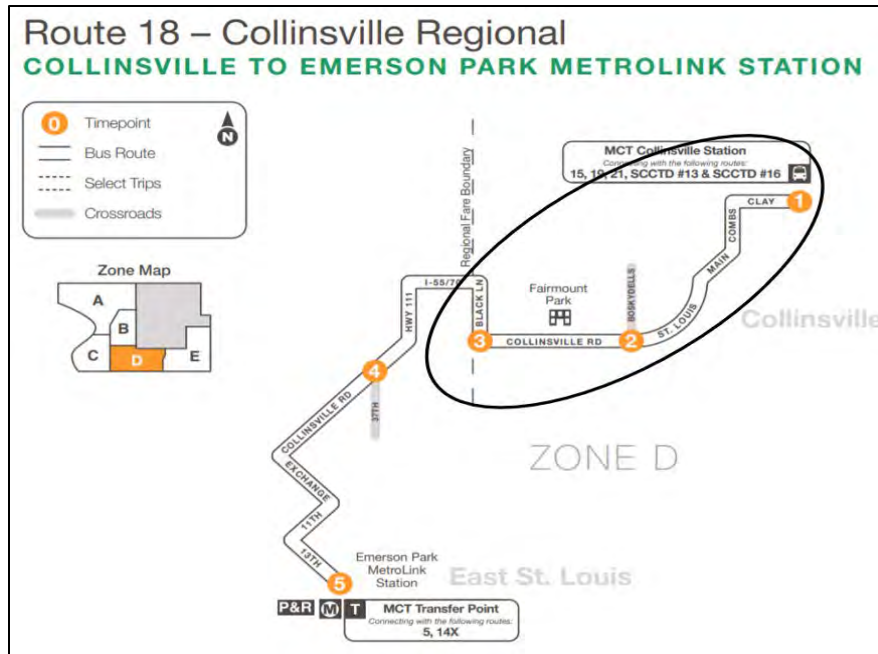 Route 18 – Collinsville Regional
COLLINSVILLE TO EMERSON PARK METROLINK STATION
0 Timepoint
Bus Route
Select Trips
Crossroads
N
Zone Map
A
B
C
D
E
Regional Fare Boundary
MCT Collinsville Station
Connecting with the following routes:
15, 19, 21, SCCTD #13 & SCCTD #16
CLAY
1
COMBS
MAIN
ST. LOUIS
BOSKYDELLS
2
Fairmount
Park
COLLINSVILLE RD
3
BLACK LN
I-55/70
HWY 111
Collinsville
4
37TH
COLLINSVILLE RD
ZONE D
EXCHANGE
11TH
13TH
5
Emerson Park
MetroLink
Station
East St. Louis
P&R M T
MCT Transfer Point
Connecting with the following routes:
5, 14X